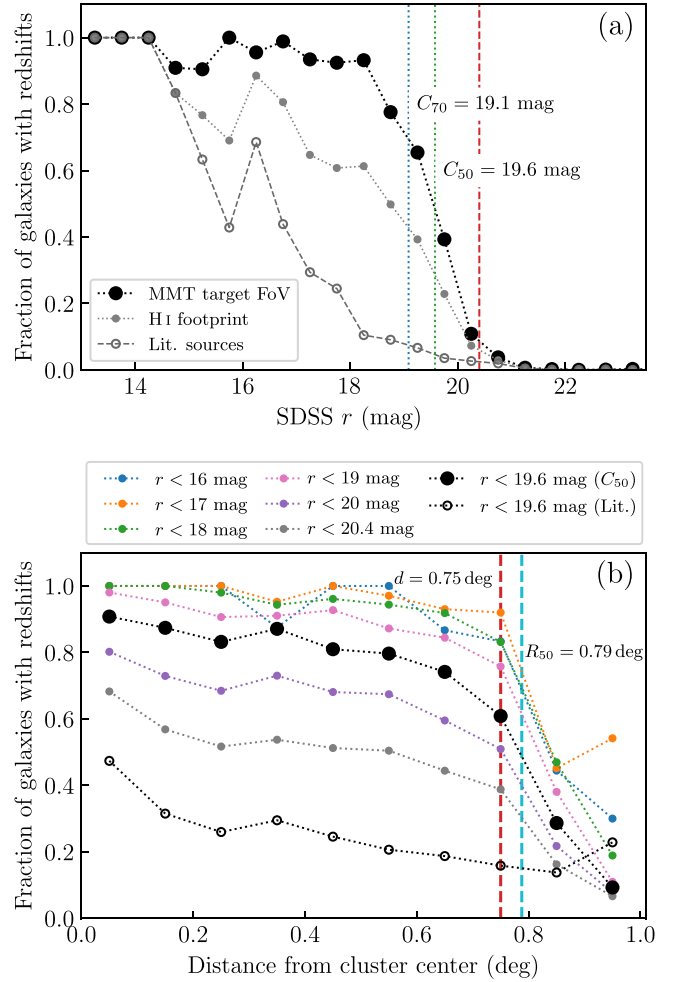 (a)
Fraction of galaxies with redshifts
1.0
0.8
0.6
0.4
0.2
0.0
C₇₀ = 19.1 mag
C₅₀ = 19.6 mag
MMT target FoV
H I footprint
Lit. sources
14 16 18 20 22
SDSS r (mag)
r < 16 mag
r < 17 mag
r < 18 mag
r < 19 mag
r < 20 mag
r < 20.4 mag
r < 19.6 mag (C₅₀)
r < 19.6 mag (Lit.)
(b)
Fraction of galaxies with redshifts
1.0
0.8
0.6
0.4
0.2
0.0
d = 0.75 deg
R₅₀ = 0.79 deg
0.0 0.2 0.4 0.6 0.8 1.0
Distance from cluster center (deg)